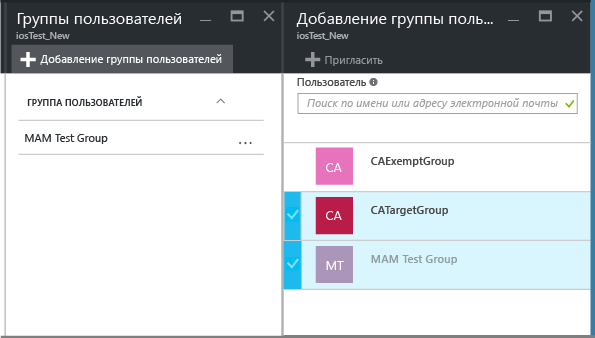 Группы пользователей
iosTest_New
Добавление группы пользователей
ГРУППА ПОЛЬЗОВАТЕЛЕЙ
MAM Test Group
...
Добавление группы поль...
iosTest_New
Пригласить
Пользователь
Поиск по имени или адресу электронной почты
CA CAExemptGroup
CA CATargetGroup
MT MAM Test Group